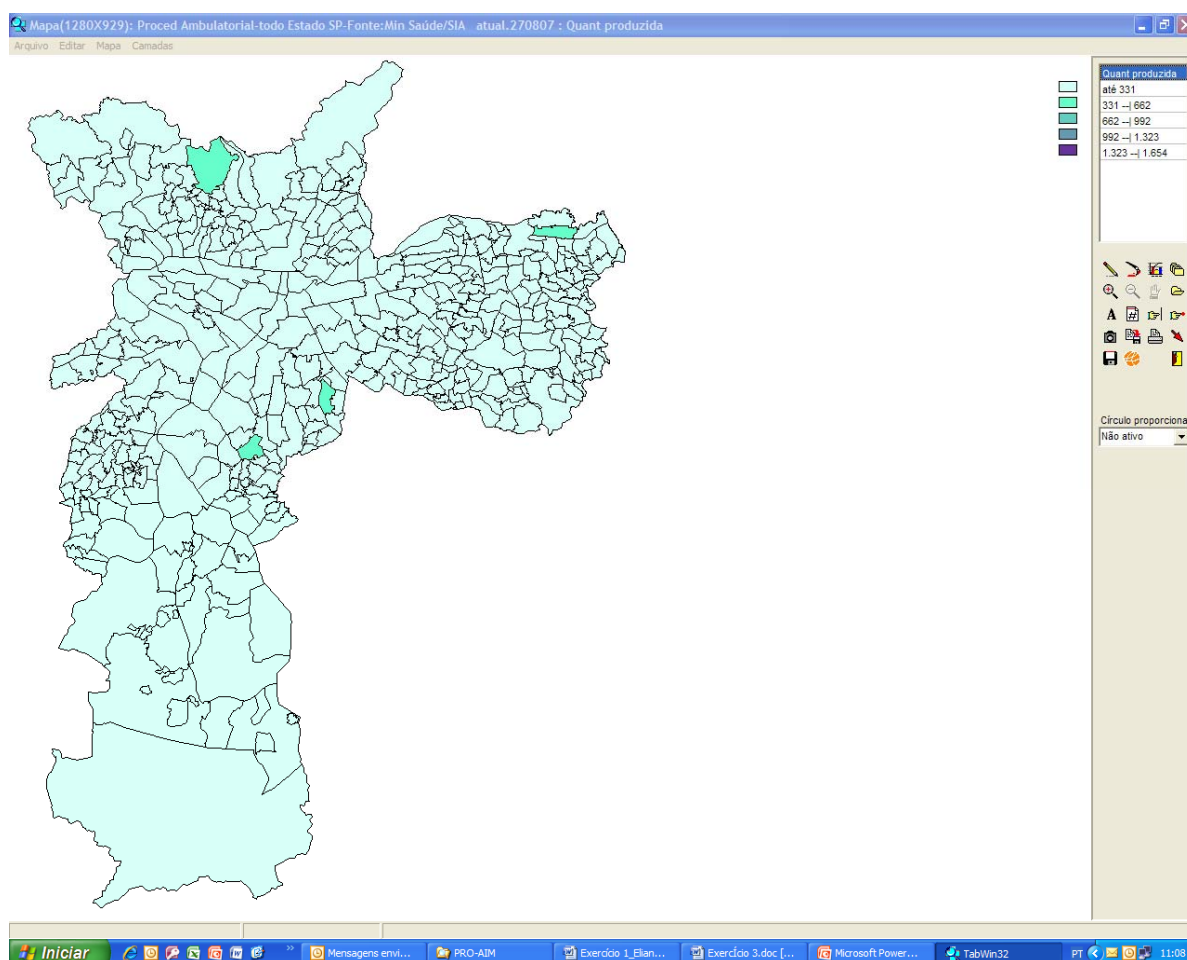 Mapa(1280X929): Proced Ambulatorial-todo Estado SP-Fonte:Min Saúde/SIA atual.270807 : Quant produzida
Arquivo Editar Mapa Camadas
Quant produzida
até 331
331 --| 662
662 --| 992
992 --| 1.323
1.323 --| 1.654
A
Círculo proporciona
Não ativo
Iniciar
»
Mensagens envi...
PRO-AIM
Exercício 1_Elian...
ExercÍcio 3.doc [...
Microsoft Power...
TabWin32
PT
11:08